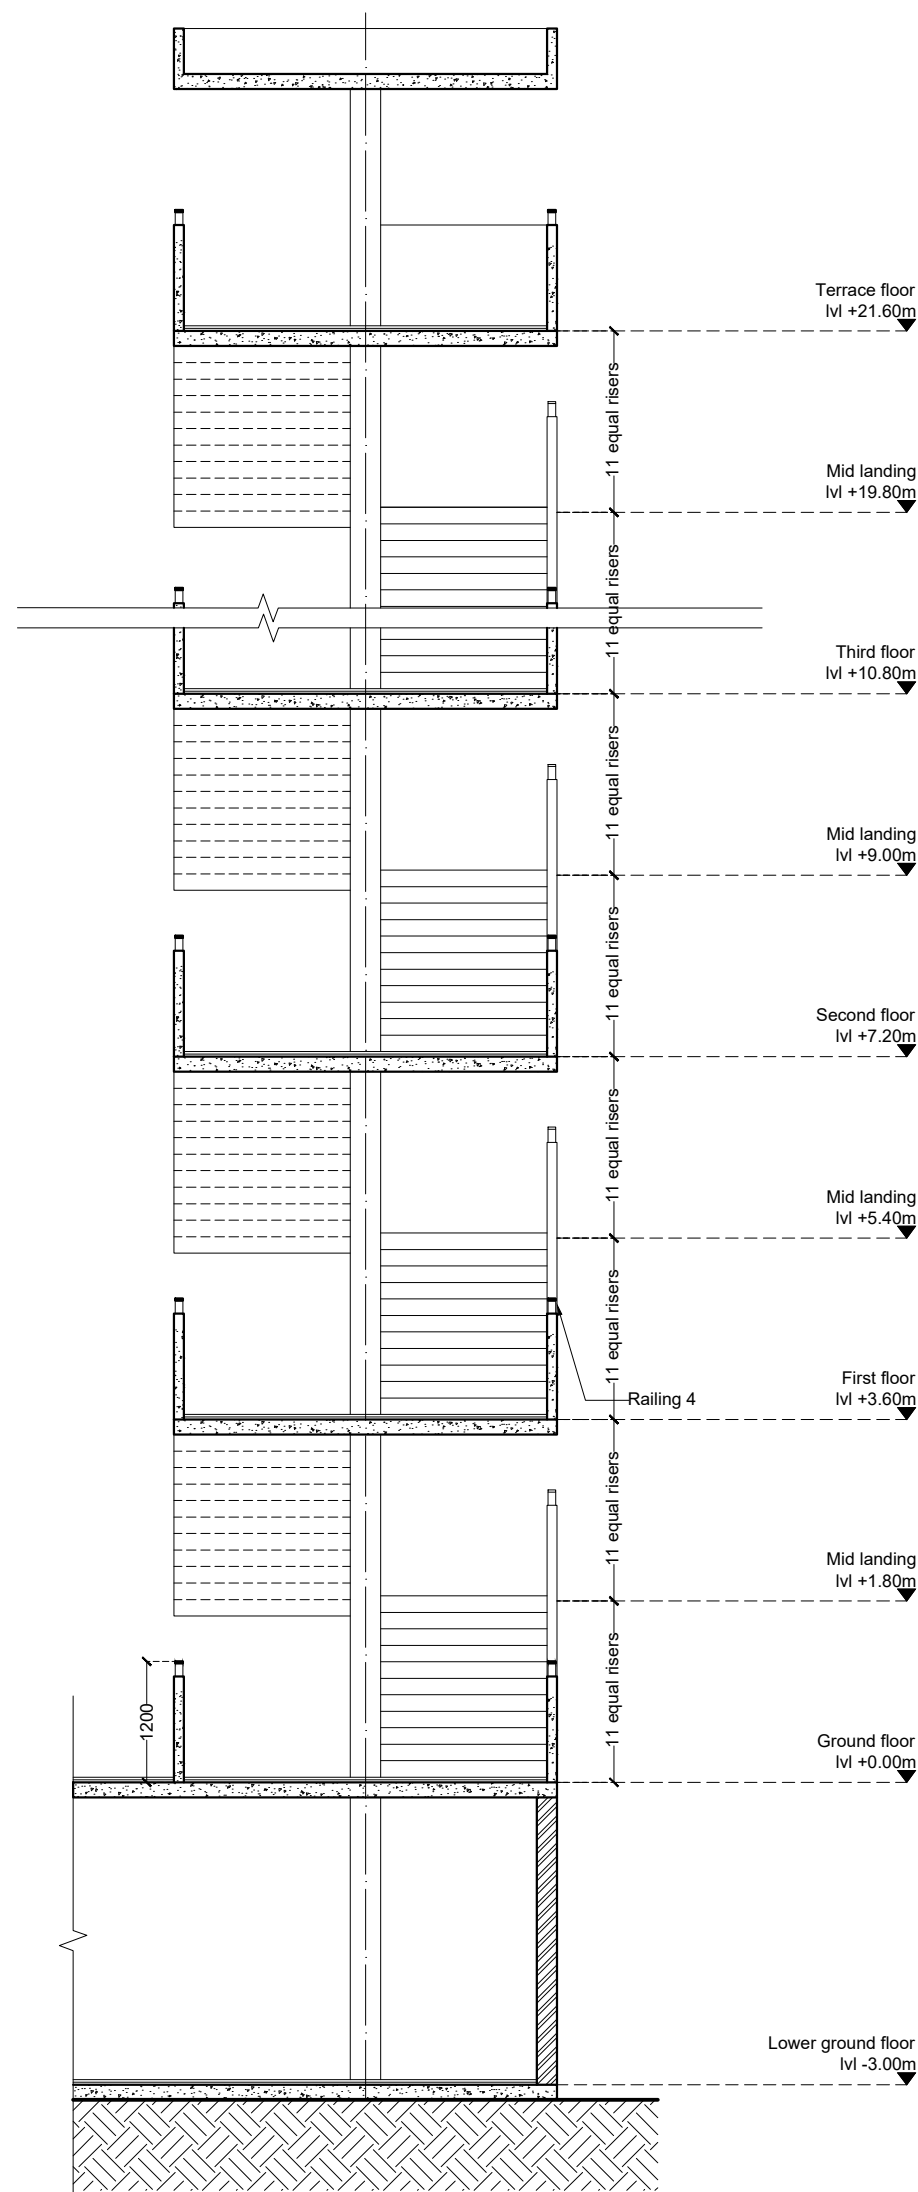 Terrace floor
lvl +21.60m
11 equal risers
Mid landing
lvl +19.80m
11 equal risers
Third floor
lvl +10.80m
11 equal risers
Mid landing
lvl +9.00m
11 equal risers
Second floor
lvl +7.20m
11 equal risers
Mid landing
lvl +5.40m
11 equal risers
First floor
lvl +3.60m
Railing 4
11 equal risers
Mid landing
lvl +1.80m
11 equal risers
1200
Ground floor
lvl +0.00m
Lower ground floor
lvl -3.00m